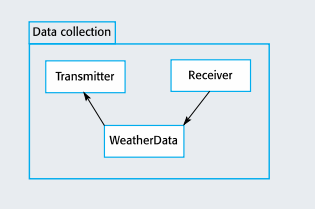 Data collection
Transmitter
Receiver
WeatherData